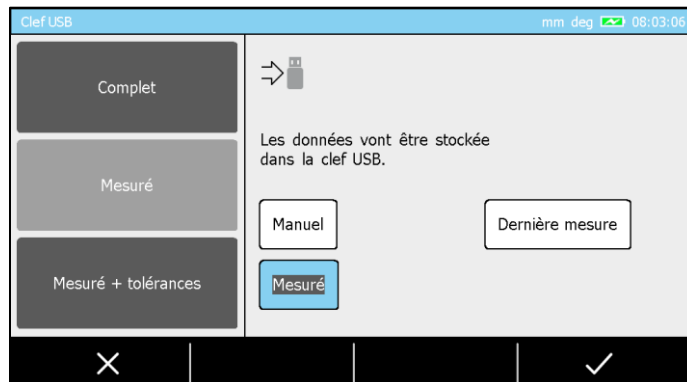 Clef USB
mm deg 08:03:06
Complet
Mesuré
Mesuré + tolérances
Les données vont être stockée
dans la clef USB.
Manuel
Dernière mesure
Mesuré